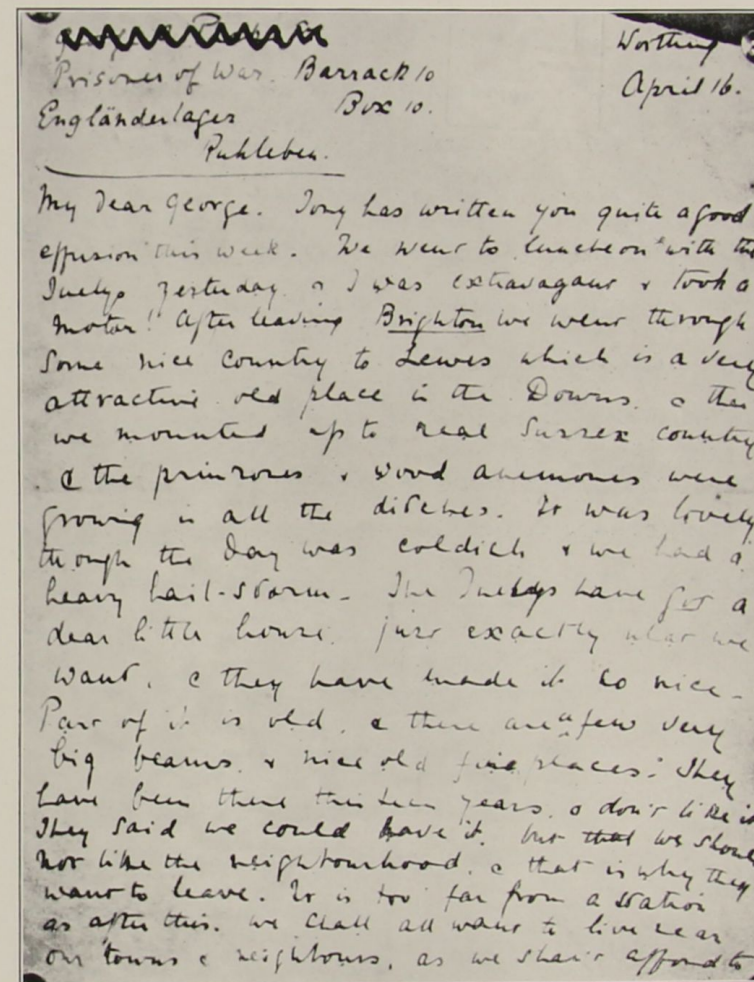 Worthing
Prisoner of War. Barrack 10
April 16.
Engländerlager Box 10.
Ruhleben.
My Dear George. Tony has written you quite a good
effusion this week. We went to luncheon with the
yesterday & I was extravagant & took a
motor! After leaving Brighton we went through
Some nice country to Lewes which is a very
attractive old place in the Downs. & then
we mounted up to real Sussex country
& the primroses & wood anemones were
growing in all the ditches. It was lovely
though the Day was coldish & we had a
heavy hail-storm. The have got a
dear little house. just exactly what we
want, & they have made it so nice.
Part of it is old, & there are a few very
big beams, & nice old fire places. They
have been there thirteen years, & don't like it
They said we could have it, but that we should
not like the neighbourhood, & that is why they
want to leave. It is too far from a station
as after this, we shall all want to live near
our towns & neighbours, as we shan't afford to